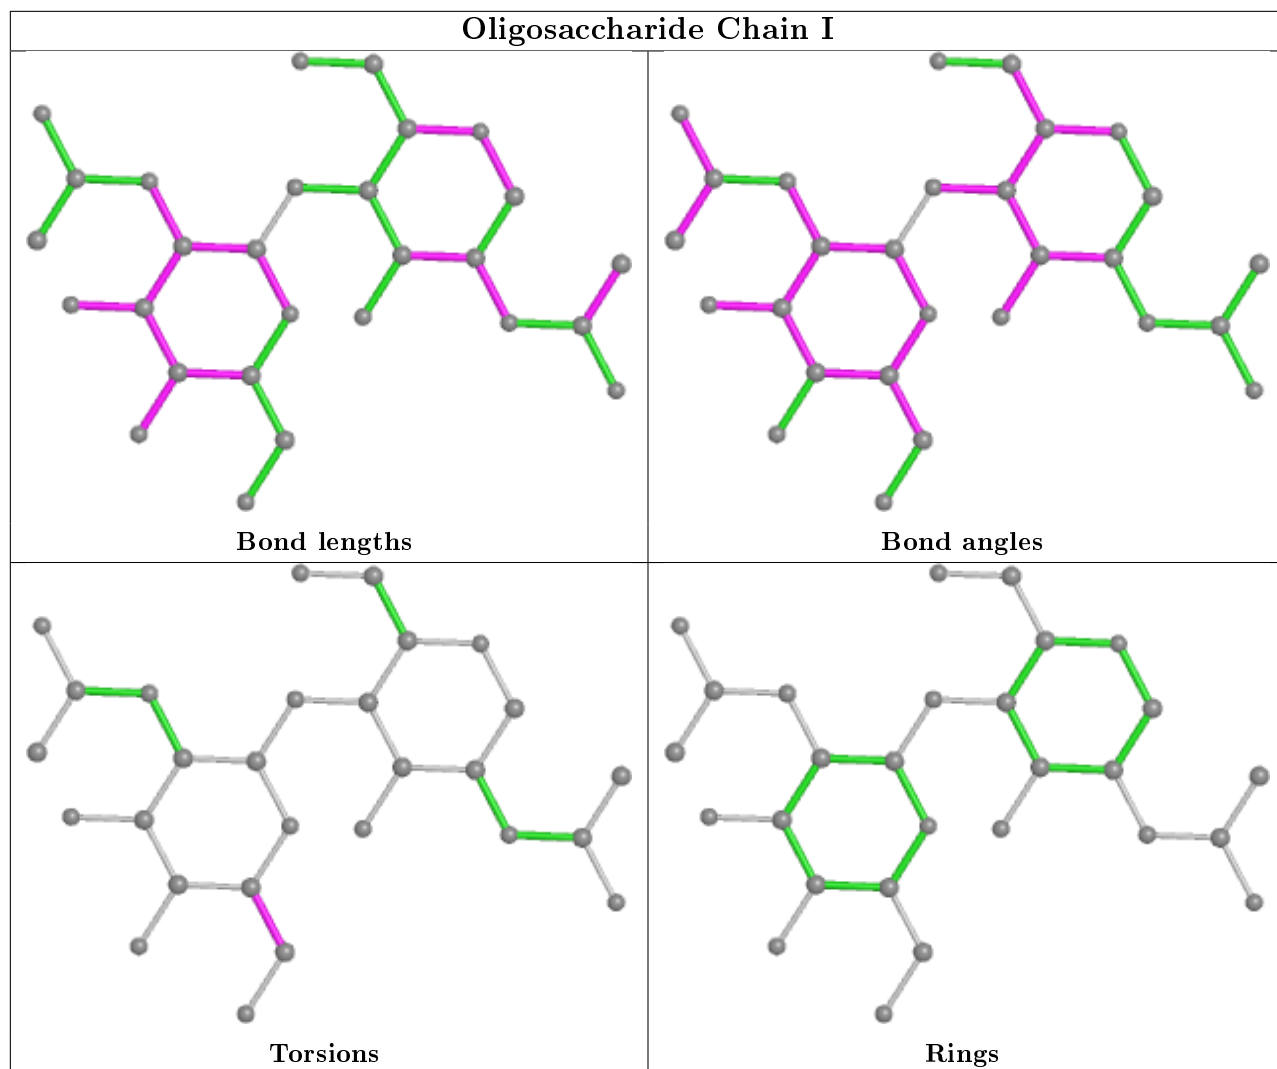 Oligosaccharide Chain I
Bond lengths
Bond angles
Torsions
Rings